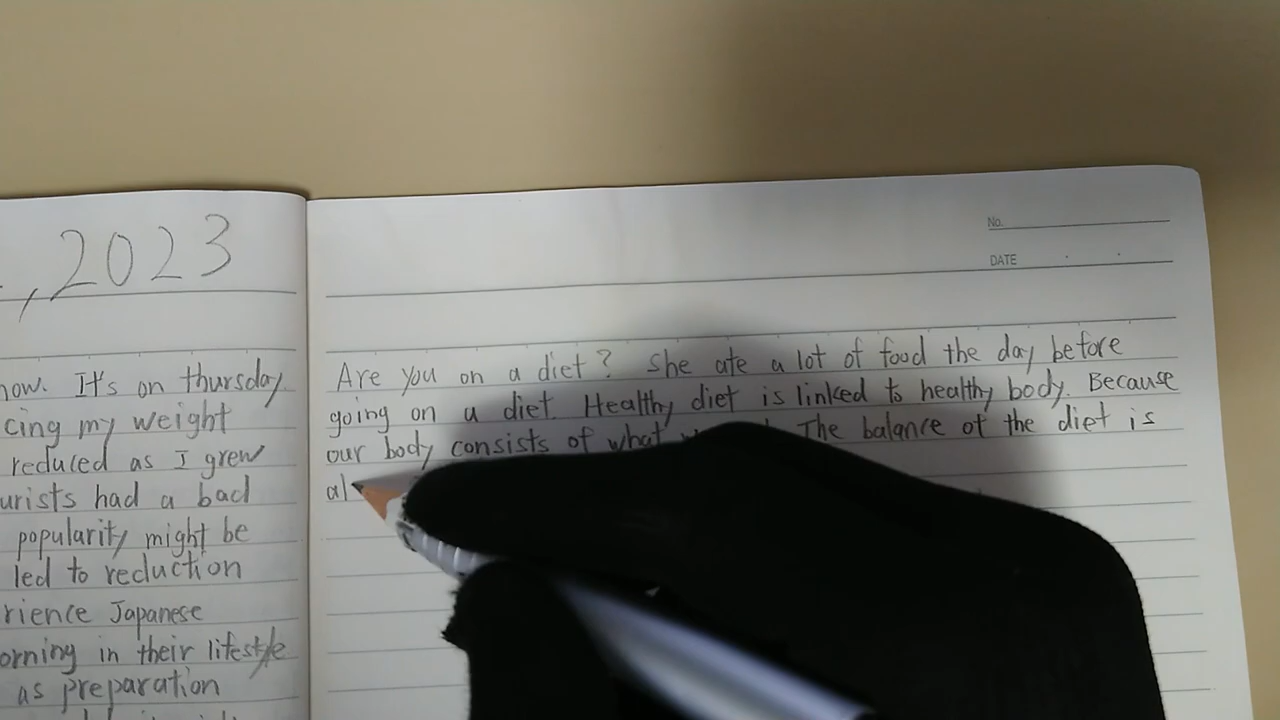 ,2023
now. It's on thursday
cing my weight
reduced as I grew
urists had a bad
popularity might be
led to reduction
rience Japanese
orning in their lifestyle
as preparation
No.
DATE
Are you on a diet? She ate a lot of food the day before
going on a diet. Healthy diet is linked to healthy body. Because
our body consists of what The balance of the diet is
al